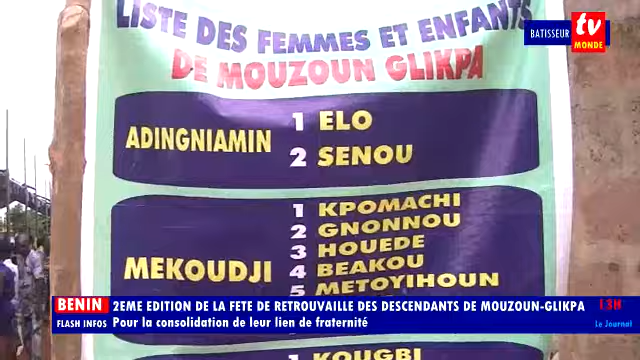 LISTE DES FEMMES ET ENFANTS
DE MOUZOUN GLIKPA
BATISSEUR tv
MONDE
ADINGNIAMIN
1 ELO
2 SENOU
MEKOUDJI
1 KPOMACHI
2 GNONNOU
3 HOUEDE
4 BEAKOU
5 METOYIHOUN
BENIN 2EME EDITION DE LA FETE DE RETROUVAILLE DES DESCENDANTS DE MOUZOUN-GLIKPA 13H
FLASH INFOS Pour la consolidation de leur lien de fraternité Le Journal
1 KOUGBI